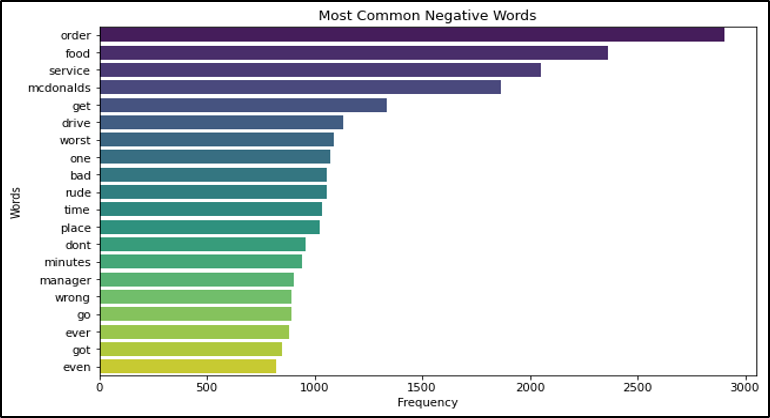 Most Common Negative Words
order
food
service
mcdonalds
get
drive
worst
one
bad
rude
time
place
dont
minutes
manager
wrong
go
ever
got
even
Words
0 500 1000 1500 2000 2500 3000
Frequency